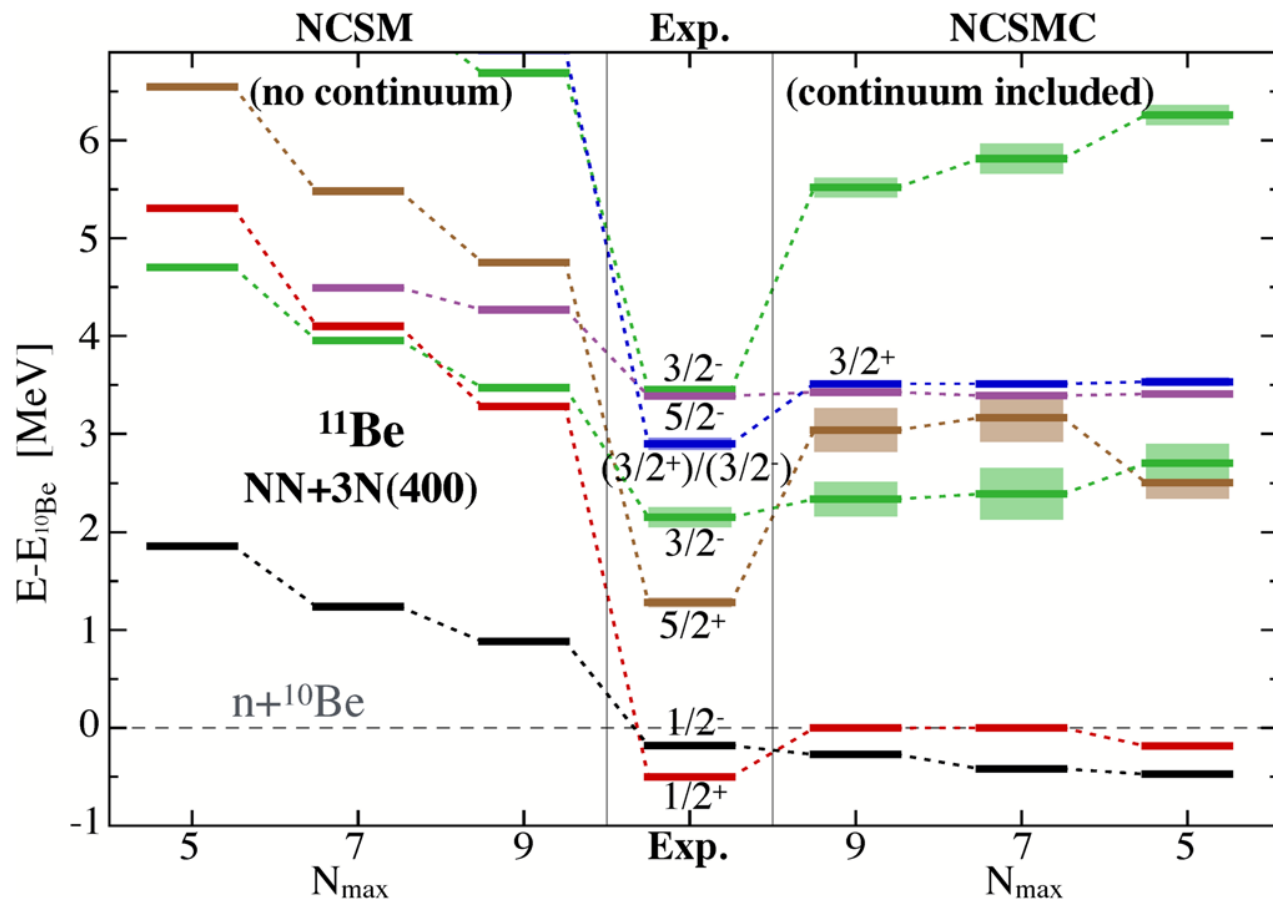 NCSM Exp. NCSMC
(no continuum) (continuum included)
6
5
4
3
2
1
0
-1
E-E₁₀Be [MeV]
¹¹Be
NN+3N(400)
n+¹⁰Be
3/2⁻
5/2⁻
(3/2⁺)/(3/2⁻)
3/2⁻
5/2⁺
1/2⁻
1/2⁺
3/2⁺
5 7 9 Exp. 9 7 5
Nmax Nmax